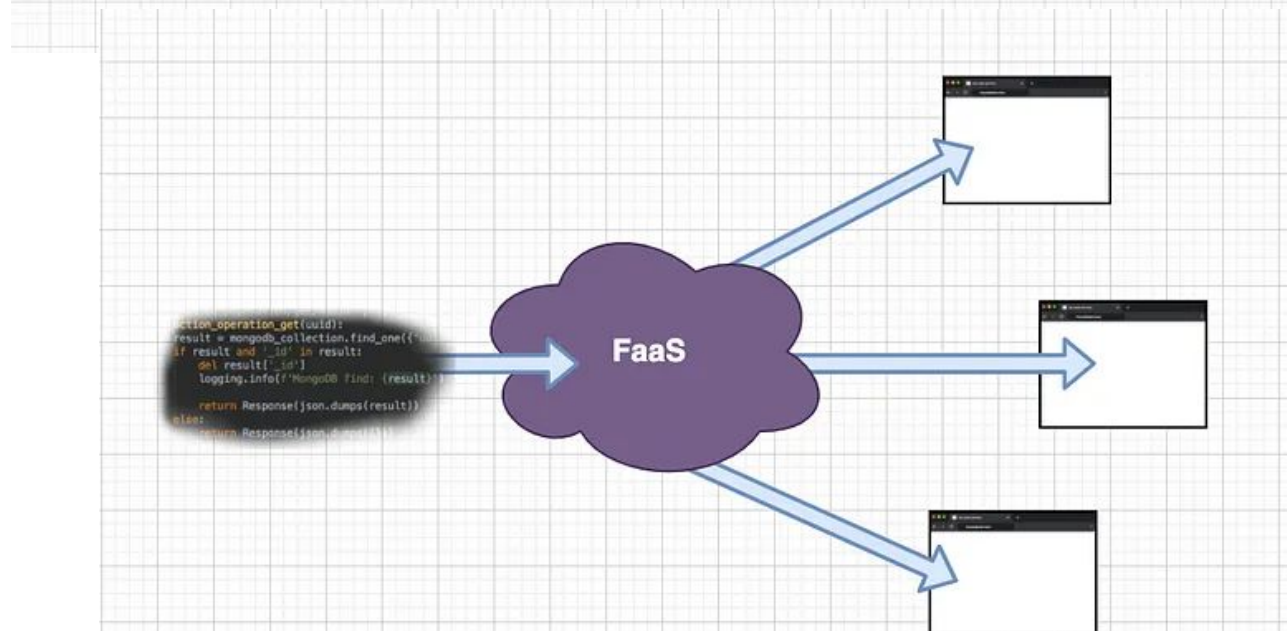 ction_operation_get(uuid):
result = mongodb_collection.find_one({'u
if result and '_id' in result:
del result['_id']
logging.info(f'MongoDB find: {result}')
return Response(json.dumps(result))
else:
return Response(json.dumps({}))
FaaS